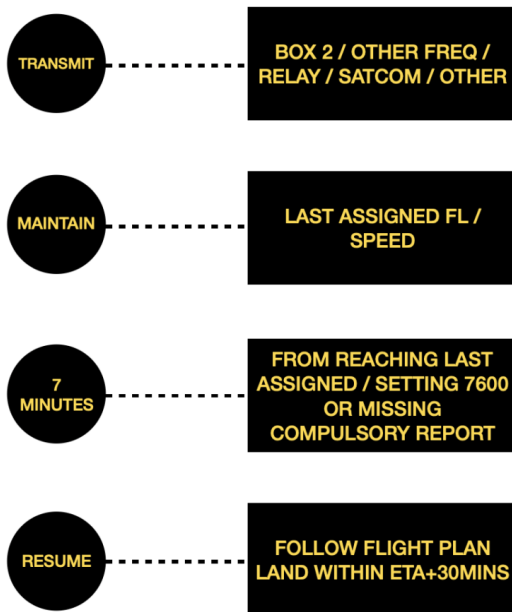 TRANSMIT
BOX 2 / OTHER FREQ /
RELAY / SATCOM / OTHER
MAINTAIN
LAST ASSIGNED FL /
SPEED
7
MINUTES
FROM REACHING LAST
ASSIGNED / SETTING 7600
OR MISSING
COMPULSORY REPORT
RESUME
FOLLOW FLIGHT PLAN
LAND WITHIN ETA+30MINS